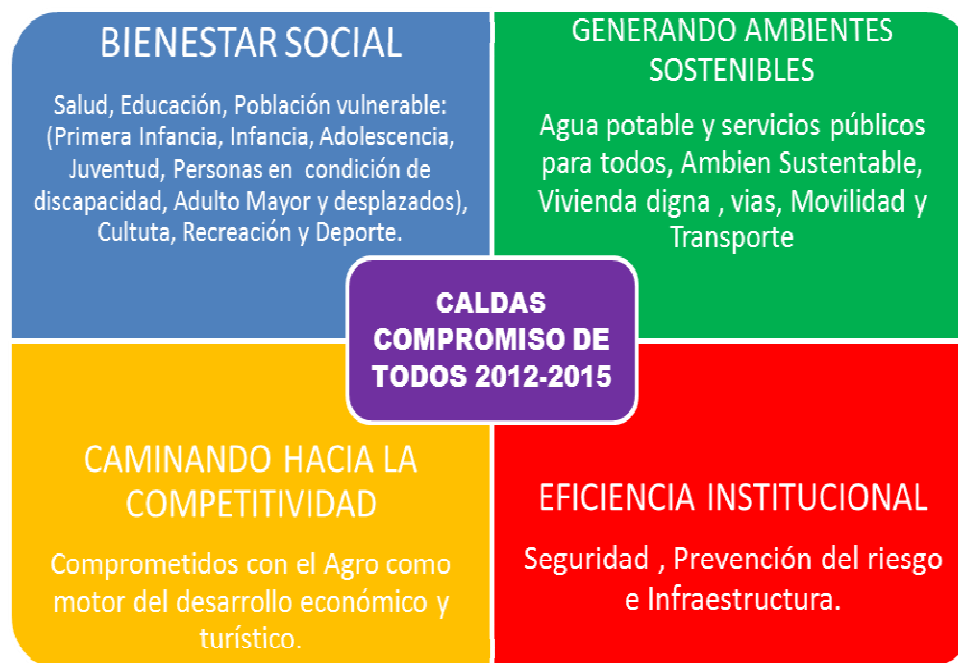 BIENESTAR SOCIAL
Salud, Educación, Población vulnerable:
(Primera Infancia, Infancia, Adolescencia,
Juventud, Personas en condición de
discapacidad, Adulto Mayor y desplazados),
Cultuta, Recreación y Deporte.
GENERANDO AMBIENTES
SOSTENIBLES
Agua potable y servicios públicos
para todos, Ambien Sustentable,
Vivienda digna , vias, Movilidad y
Transporte
CALDAS
COMPROMISO DE
TODOS 2012-2015
CAMINANDO HACIA LA
COMPETITIVIDAD
Comprometidos con el Agro como
motor del desarrollo económico y
turístico.
EFICIENCIA INSTITUCIONAL
Seguridad , Prevención del riesgo
e Infraestructura.